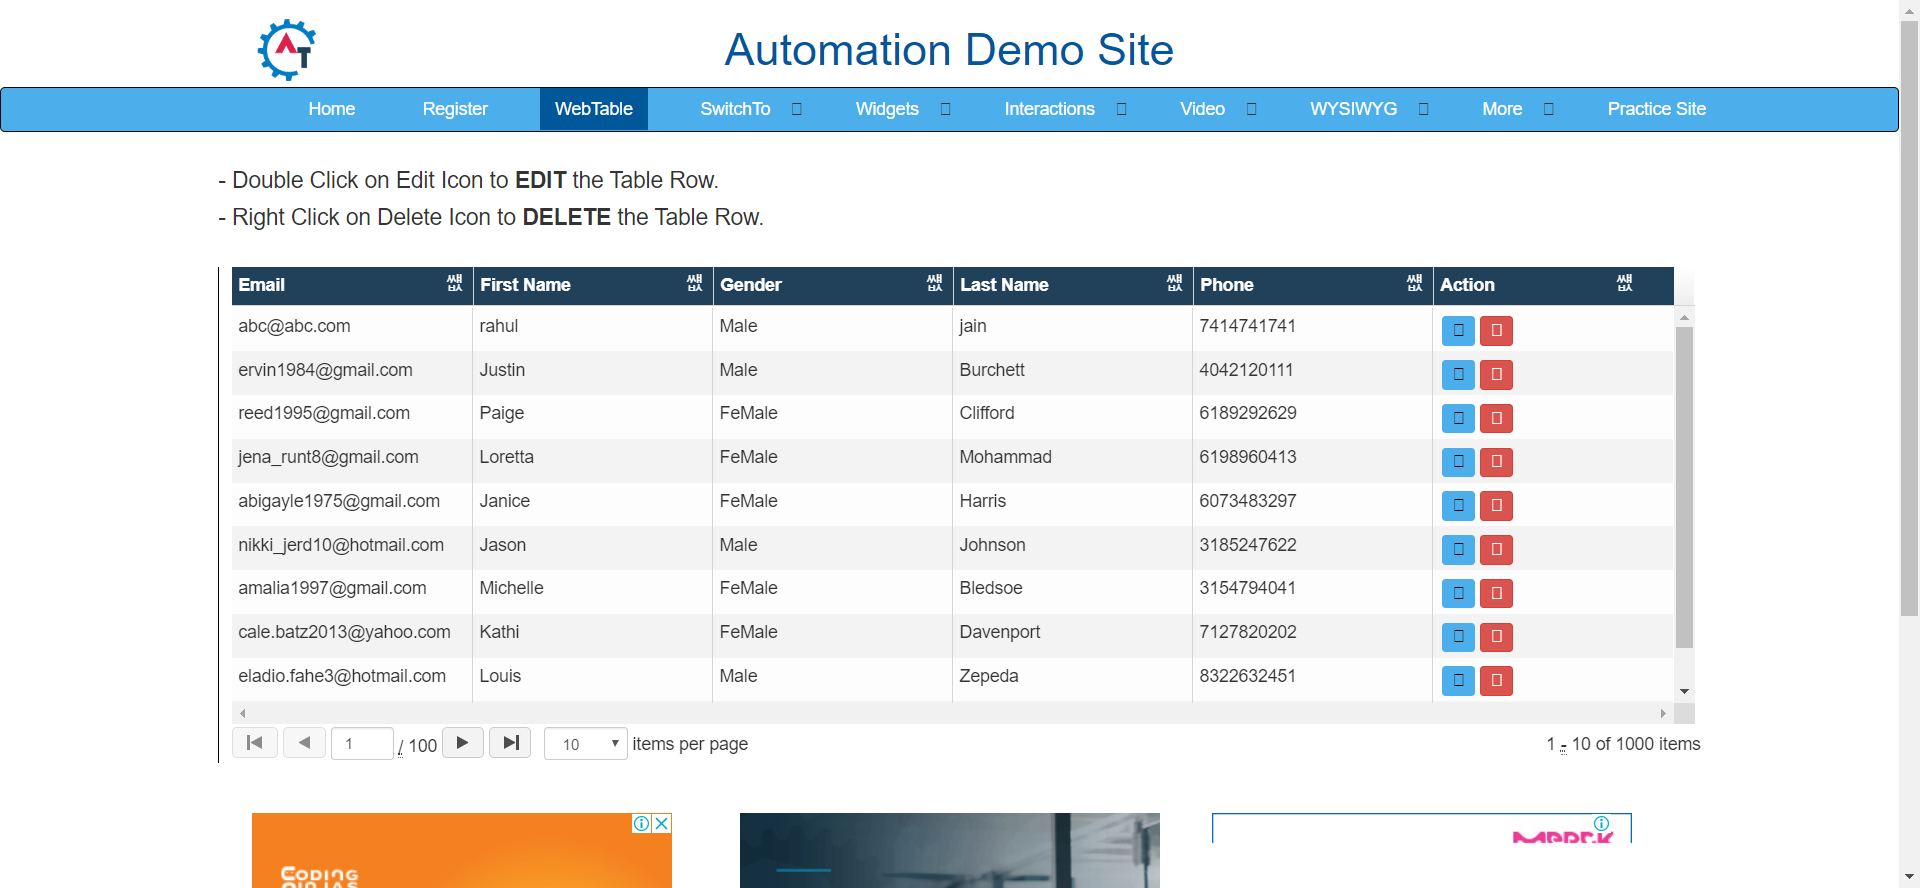 AT
Automation Demo Site
Home Register WebTable SwitchTo Widgets Interactions Video WYSIWYG More Practice Site
- Double Click on Edit Icon to EDIT the Table Row.
- Right Click on Delete Icon to DELETE the Table Row.
Email First Name Gender Last Name Phone Action
abc@abc.com rahul Male jain 7414741741
ervin1984@gmail.com Justin Male Burchett 4042120111
reed1995@gmail.com Paige FeMale Clifford 6189292629
jena_runt8@gmail.com Loretta FeMale Mohammad 6198960413
abigayle1975@gmail.com Janice FeMale Harris 6073483297
nikki_jerd10@hotmail.com Jason Male Johnson 3185247622
amalia1997@gmail.com Michelle FeMale Bledsoe 3154794041
cale.batz2013@yahoo.com Kathi FeMale Davenport 7127820202
eladio.fahe3@hotmail.com Louis Male Zepeda 8322632451
1 / 100 10 items per page 1 - 10 of 1000 items
CODING